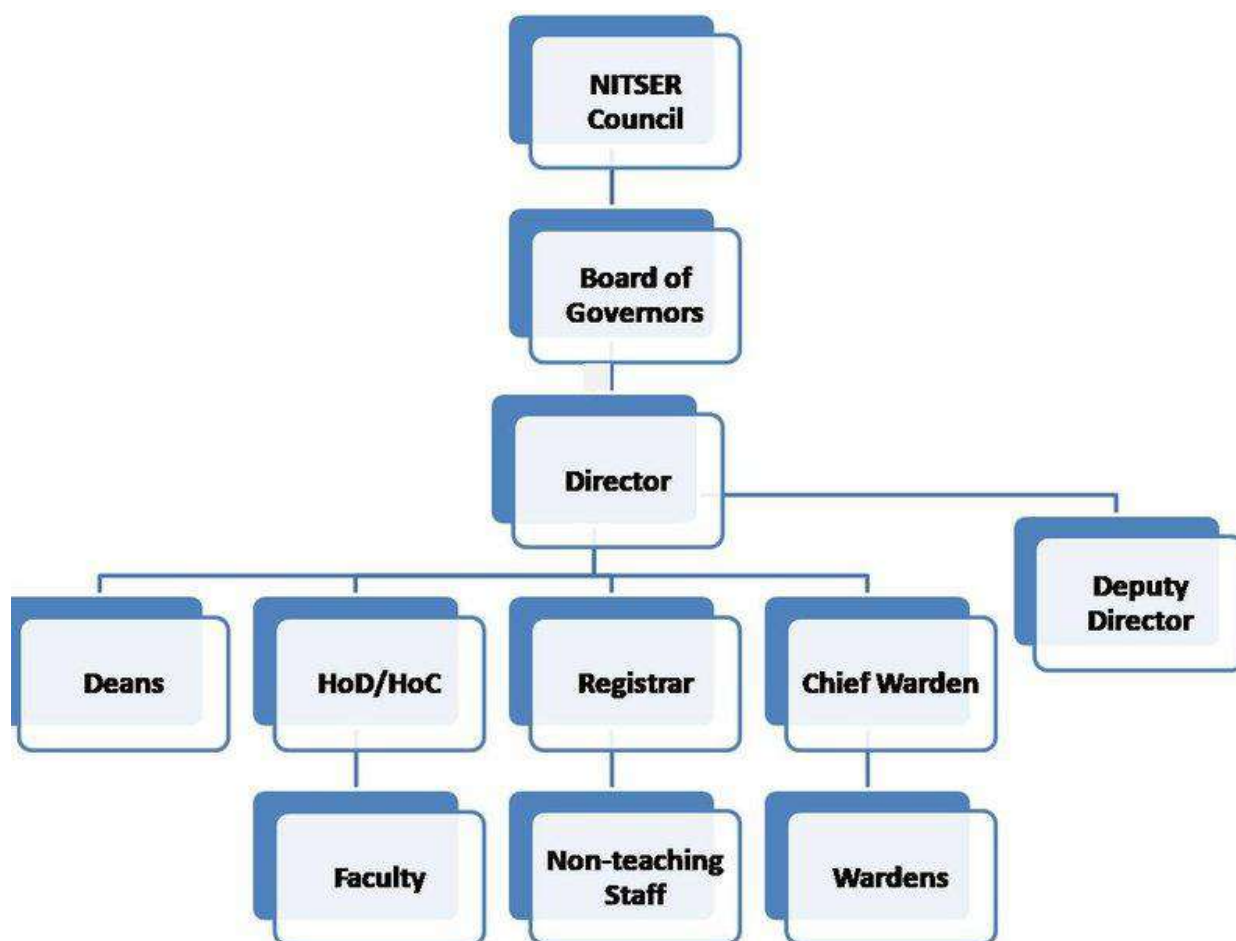 NITSER
Council
Board of
Governors
Director
Deputy
Director
Deans
HoD/HoC
Registrar
Chief Warden
Faculty
Non-teaching
Staff
Wardens